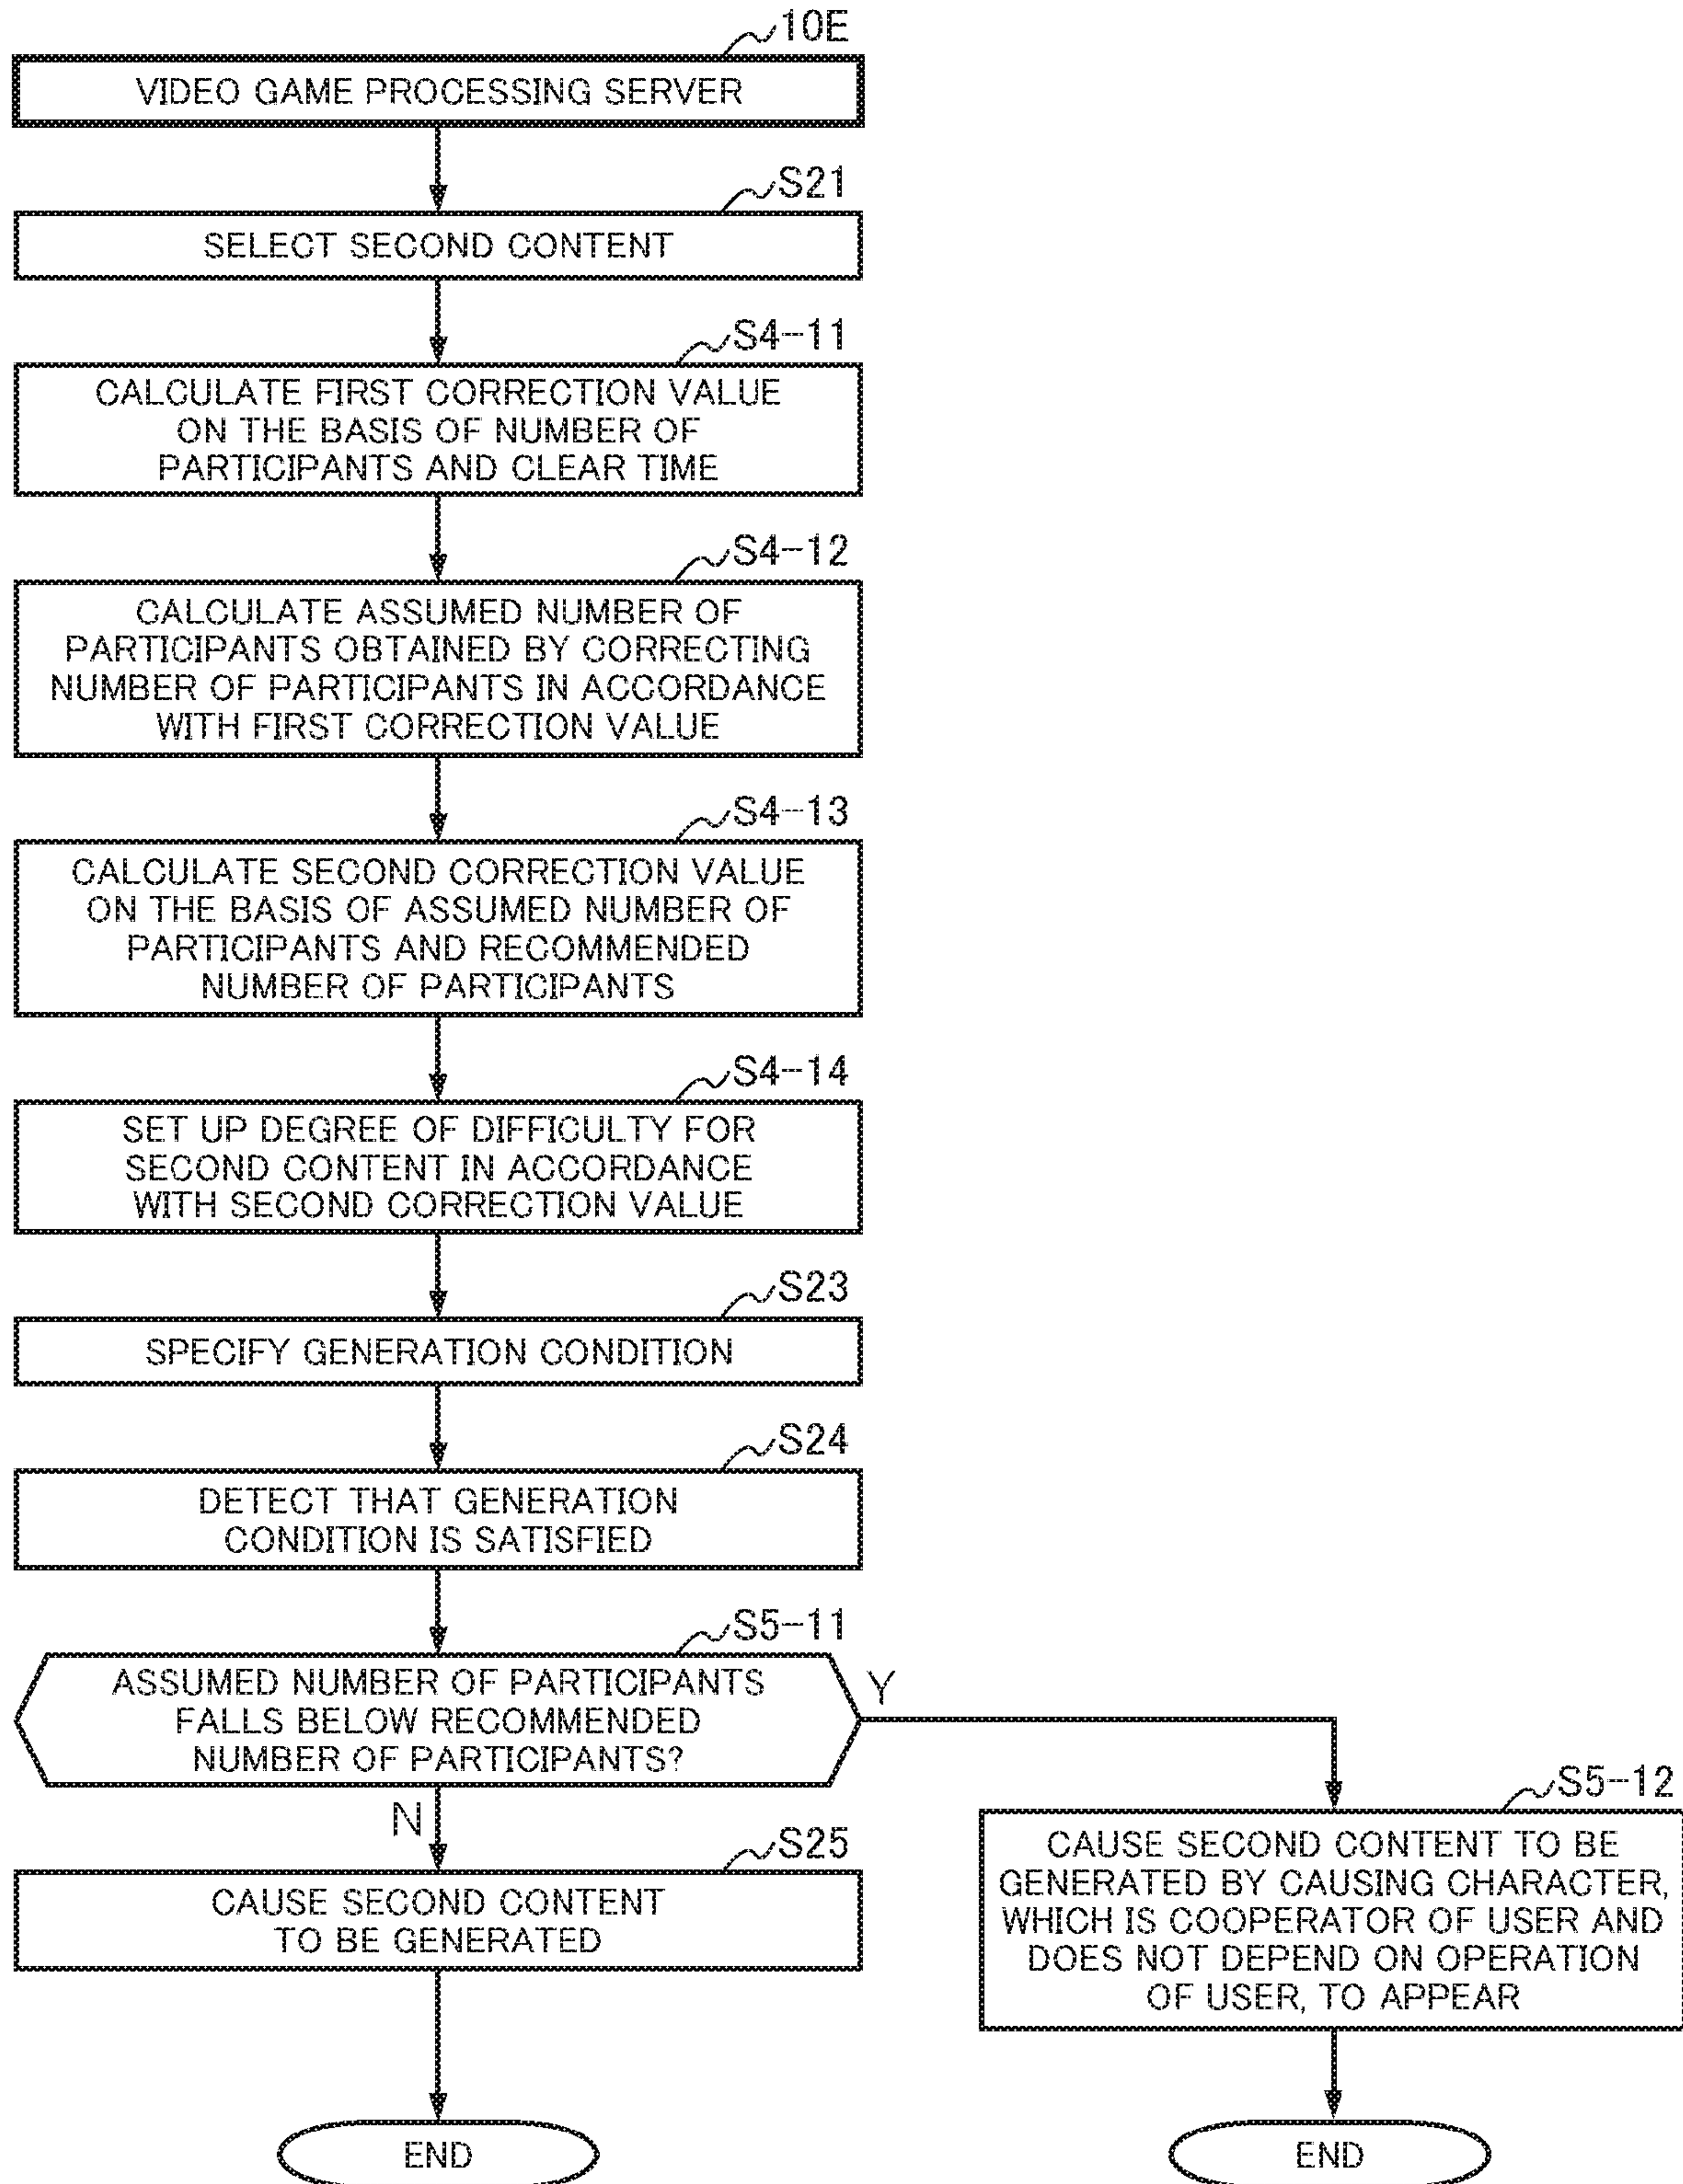 10E
VIDEO GAME PROCESSING SERVER
S21
SELECT SECOND CONTENT
S4-11
CALCULATE FIRST CORRECTION VALUE
ON THE BASIS OF NUMBER OF
PARTICIPANTS AND CLEAR TIME
S4-12
CALCULATE ASSUMED NUMBER OF
PARTICIPANTS OBTAINED BY CORRECTING
NUMBER OF PARTICIPANTS IN ACCORDANCE
WITH FIRST CORRECTION VALUE
S4-13
CALCULATE SECOND CORRECTION VALUE
ON THE BASIS OF ASSUMED NUMBER OF
PARTICIPANTS AND RECOMMENDED
NUMBER OF PARTICIPANTS
S4-14
SET UP DEGREE OF DIFFICULTY FOR
SECOND CONTENT IN ACCORDANCE
WITH SECOND CORRECTION VALUE
S23
SPECIFY GENERATION CONDITION
S24
DETECT THAT GENERATION
CONDITION IS SATISFIED
S5-11
ASSUMED NUMBER OF PARTICIPANTS
FALLS BELOW RECOMMENDED
NUMBER OF PARTICIPANTS?
Y
N
S25
CAUSE SECOND CONTENT
TO BE GENERATED
END
S5-12
CAUSE SECOND CONTENT TO BE
GENERATED BY CAUSING CHARACTER,
WHICH IS COOPERATOR OF USER AND
DOES NOT DEPEND ON OPERATION
OF USER, TO APPEAR
END